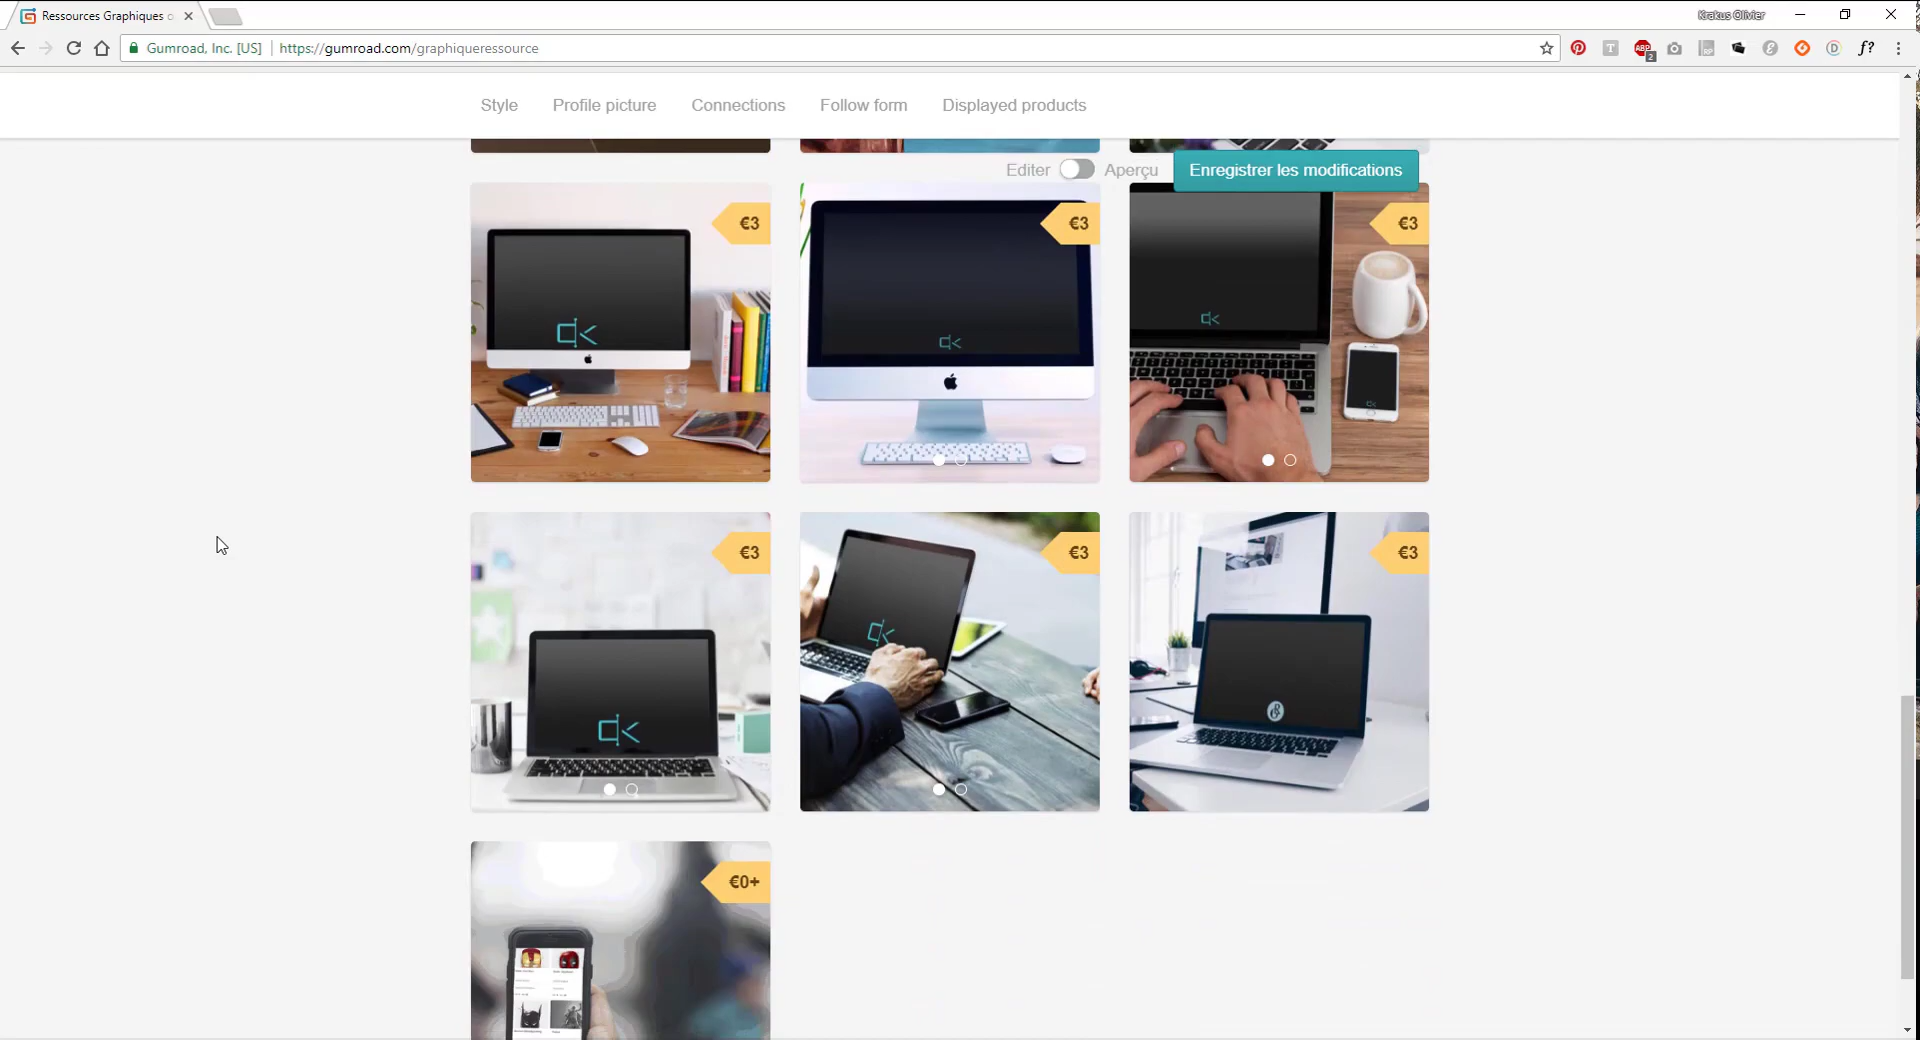 Ressources Graphiques
Krakus Olivier
Gumroad, Inc. [US]
https://gumroad.com/graphiqueressource
Style
Profile picture
Connections
Follow form
Displayed products
Editer
Aperçu
Enregistrer les modifications
€3
€3
€3
€3
€3
€3
€0+